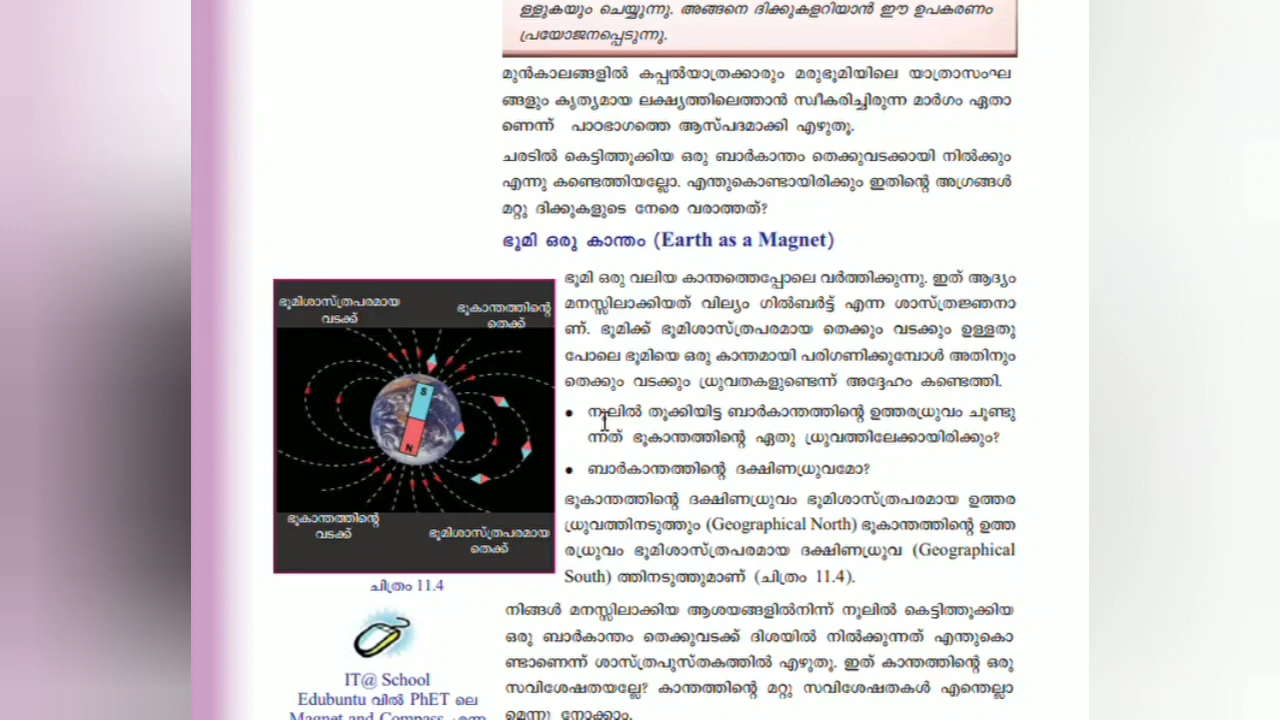 ള്ളുകയും ചെയ്യുന്നു. അങ്ങനെ ദിക്കുകളറിയാൻ ഈ ഉപകരണം
പ്രയോജനപ്പെടുന്നു.
മുൻകാലങ്ങളിൽ കപ്പൽയാത്രക്കാരും മരുഭൂമിയിലെ യാത്രാസംഘ
ങ്ങളും കൃത്യമായ ലക്ഷ്യത്തിലെത്താൻ സ്വീകരിച്ചിരുന്ന മാർഗം ഏതാ
ണെന്ന് പാഠഭാഗത്തെ ആസ്പദമാക്കി എഴുതൂ.
ചരടിൽ കെട്ടിത്തൂക്കിയ ഒരു ബാർകാന്തം തെക്കുവടക്കായി നിൽക്കും
എന്നു കണ്ടെത്തിയല്ലോ. എന്തുകൊണ്ടായിരിക്കും ഇതിന്റെ അഗ്രങ്ങൾ
മറ്റു ദിക്കുകളുടെ നേരെ വരാത്തത്?
ഭൂമി ഒരു കാന്തം (Earth as a Magnet)
ഭൂമി ഒരു വലിയ കാന്തത്തെപ്പോലെ വർത്തിക്കുന്നു. ഇത് ആദ്യം
മനസ്സിലാക്കിയത് വില്യം ഗിൽബർട്ട് എന്ന ശാസ്ത്രജ്ഞനാ
ണ്. ഭൂമിക്ക് ഭൂമിശാസ്ത്രപരമായ തെക്കും വടക്കും ഉള്ളതു
പോലെ ഭൂമിയെ ഒരു കാന്തമായി പരിഗണിക്കുമ്പോൾ അതിനും
തെക്കും വടക്കും ധ്രുവതകളുണ്ടെന്ന് അദ്ദേഹം കണ്ടെത്തി.
• നൂലിൽ തൂക്കിയിട്ട ബാർകാന്തത്തിന്റെ ഉത്തരധ്രുവം ചൂണ്ടു
ന്നത് ഭൂകാന്തത്തിന്റെ ഏതു ധ്രുവത്തിലേക്കായിരിക്കും?
• ബാർകാന്തത്തിന്റെ ദക്ഷിണധ്രുവമോ?
ഭൂകാന്തത്തിന്റെ ദക്ഷിണധ്രുവം ഭൂമിശാസ്ത്രപരമായ ഉത്തര
ധ്രുവത്തിനടുത്തും (Geographical North) ഭൂകാന്തത്തിന്റെ ഉത്ത
രധ്രുവം ഭൂമിശാസ്ത്രപരമായ ദക്ഷിണധ്രുവ (Geographical
South) ത്തിനടുത്തുമാണ് (ചിത്രം 11.4).
ഭൂമിശാസ്ത്രപരമായ
വടക്ക്
ഭൂകാന്തത്തിന്റെ
തെക്ക്
S
N
ഭൂകാന്തത്തിന്റെ
വടക്ക്
ഭൂമിശാസ്ത്രപരമായ
തെക്ക്
ചിത്രം 11.4
നിങ്ങൾ മനസ്സിലാക്കിയ ആശയങ്ങളിൽനിന്ന് നൂലിൽ കെട്ടിത്തൂക്കിയ
ഒരു ബാർകാന്തം തെക്കുവടക്ക് ദിശയിൽ നിൽക്കുന്നത് എന്തുകൊ
ണ്ടാണെന്ന് ശാസ്ത്രപുസ്തകത്തിൽ എഴുതൂ. ഇത് കാന്തത്തിന്റെ ഒരു
സവിശേഷതയല്ലേ? കാന്തത്തിന്റെ മറ്റു സവിശേഷതകൾ എന്തെല്ലാ
മെന്നു നോക്കാം.
IT@ School
Edubuntu വിൽ PhET ലെ
Magnet and Compass എന്ന